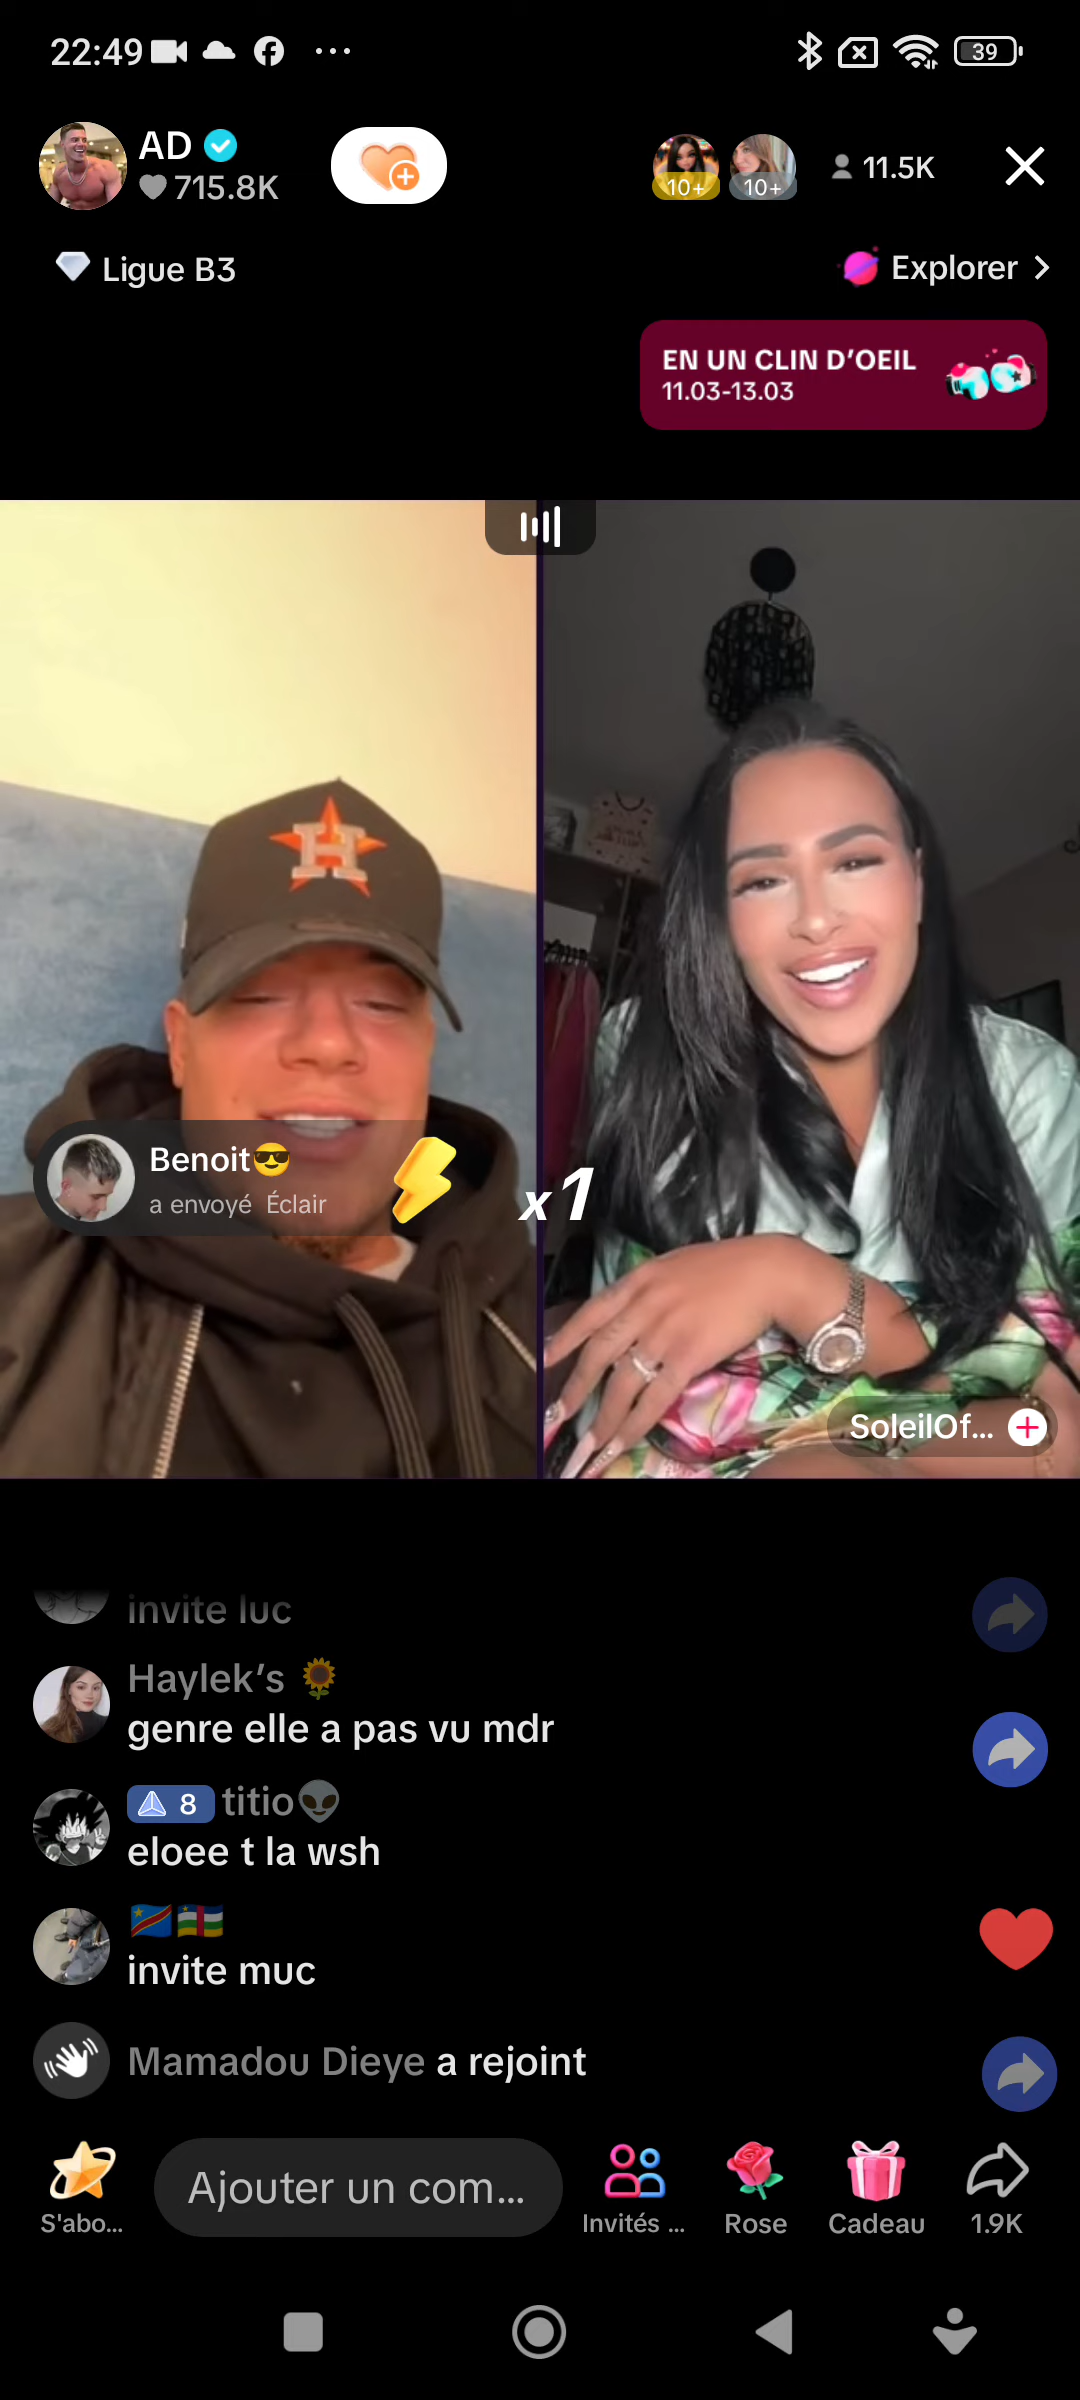 22:49
39
AD
715.8K
10+
10+
11.5K
Ligue B3
Explorer
EN UN CLIN D’OEIL
11.03-13.03
H
Benoit😎
a envoyé Éclair
x1
SoleilOf...
invite luc
Haylek’s 🌻
genre elle a pas vu mdr
8 titio👽
eloee t la wsh
🇨🇩🇨🇫
invite muc
Mamadou Dieye a rejoint
S'abo...
Ajouter un com...
Invités ...
Rose
Cadeau
1.9K